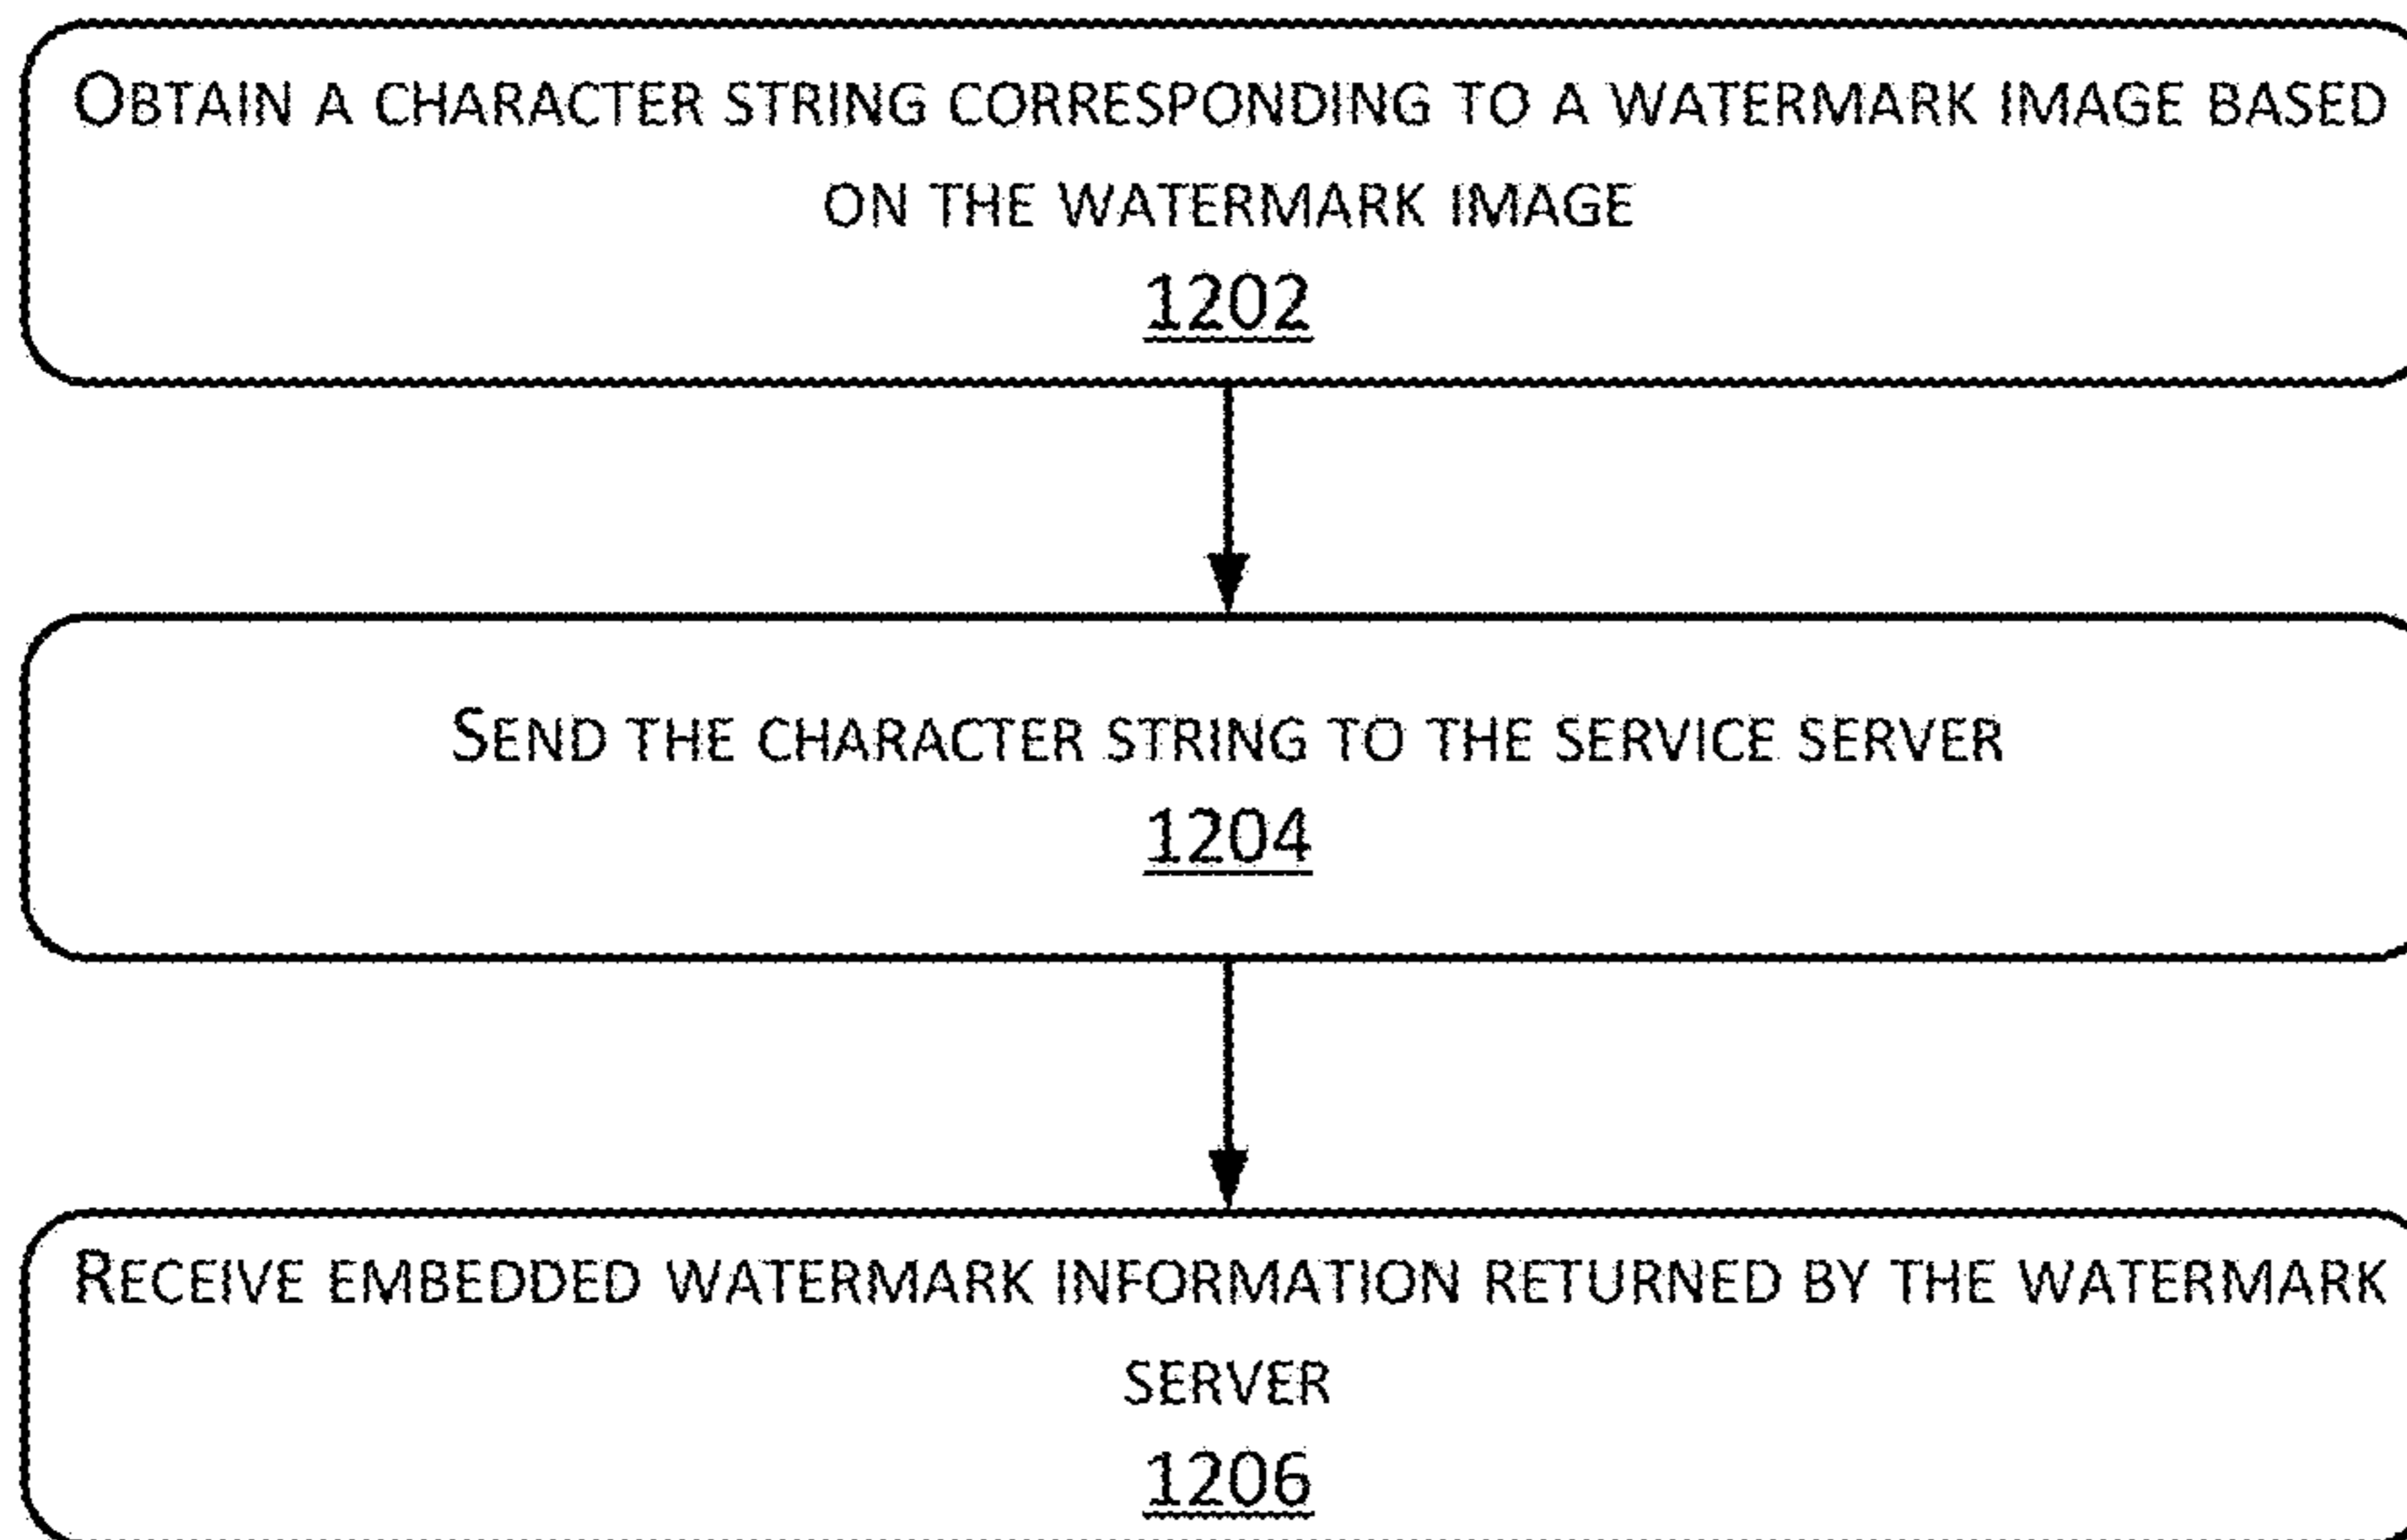 OBTAIN A CHARACTER STRING CORRESPONDING TO A WATERMARK IMAGE BASED
ON THE WATERMARK IMAGE
1202
SEND THE CHARACTER STRING TO THE SERVICE SERVER
1204
RECEIVE EMBEDDED WATERMARK INFORMATION RETURNED BY THE WATERMARK
SERVER
1206